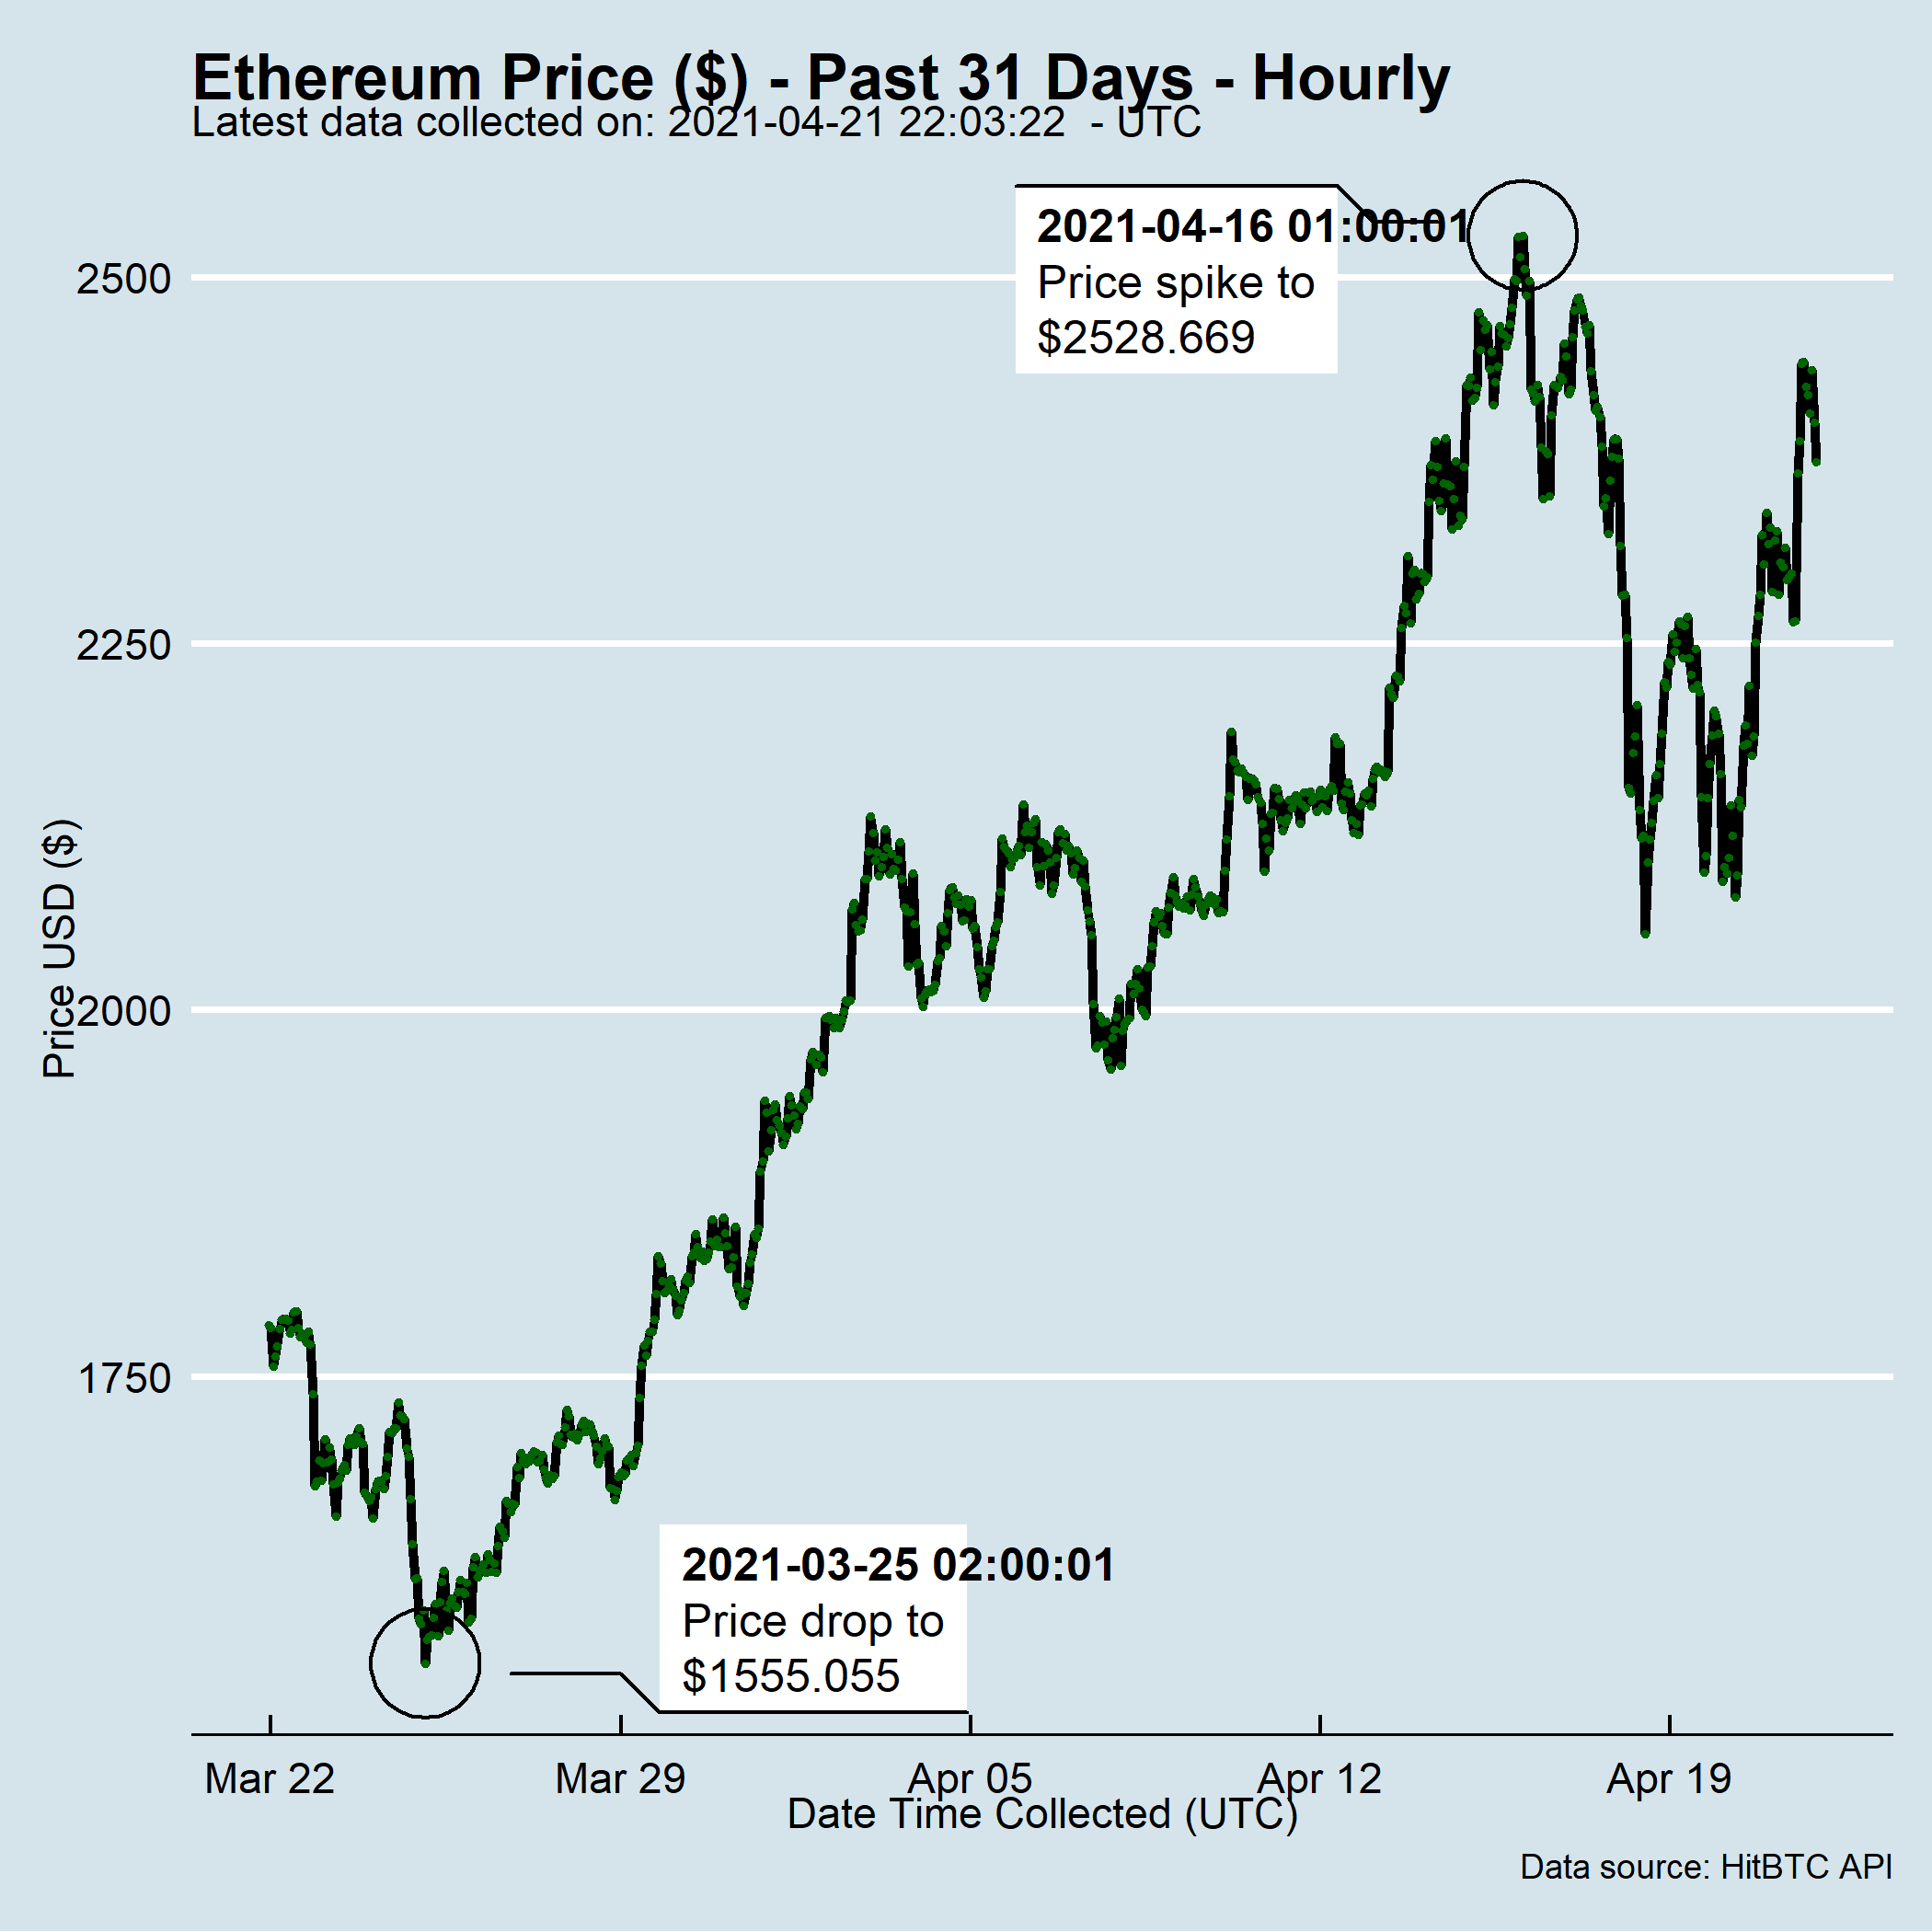 Ethereum Price ($) - Past 31 Days - Hourly
Latest data collected on: 2021-04-21 22:03:22  - UTC
2021-04-16 01:00:01
Price spike to
$2528.669
2500
2250
2000
1750
Price USD ($)
2021-03-25 02:00:01
Price drop to
$1555.055
Mar 22
Mar 29
Apr 05
Apr 12
Apr 19
Date Time Collected (UTC)
Data source: HitBTC API